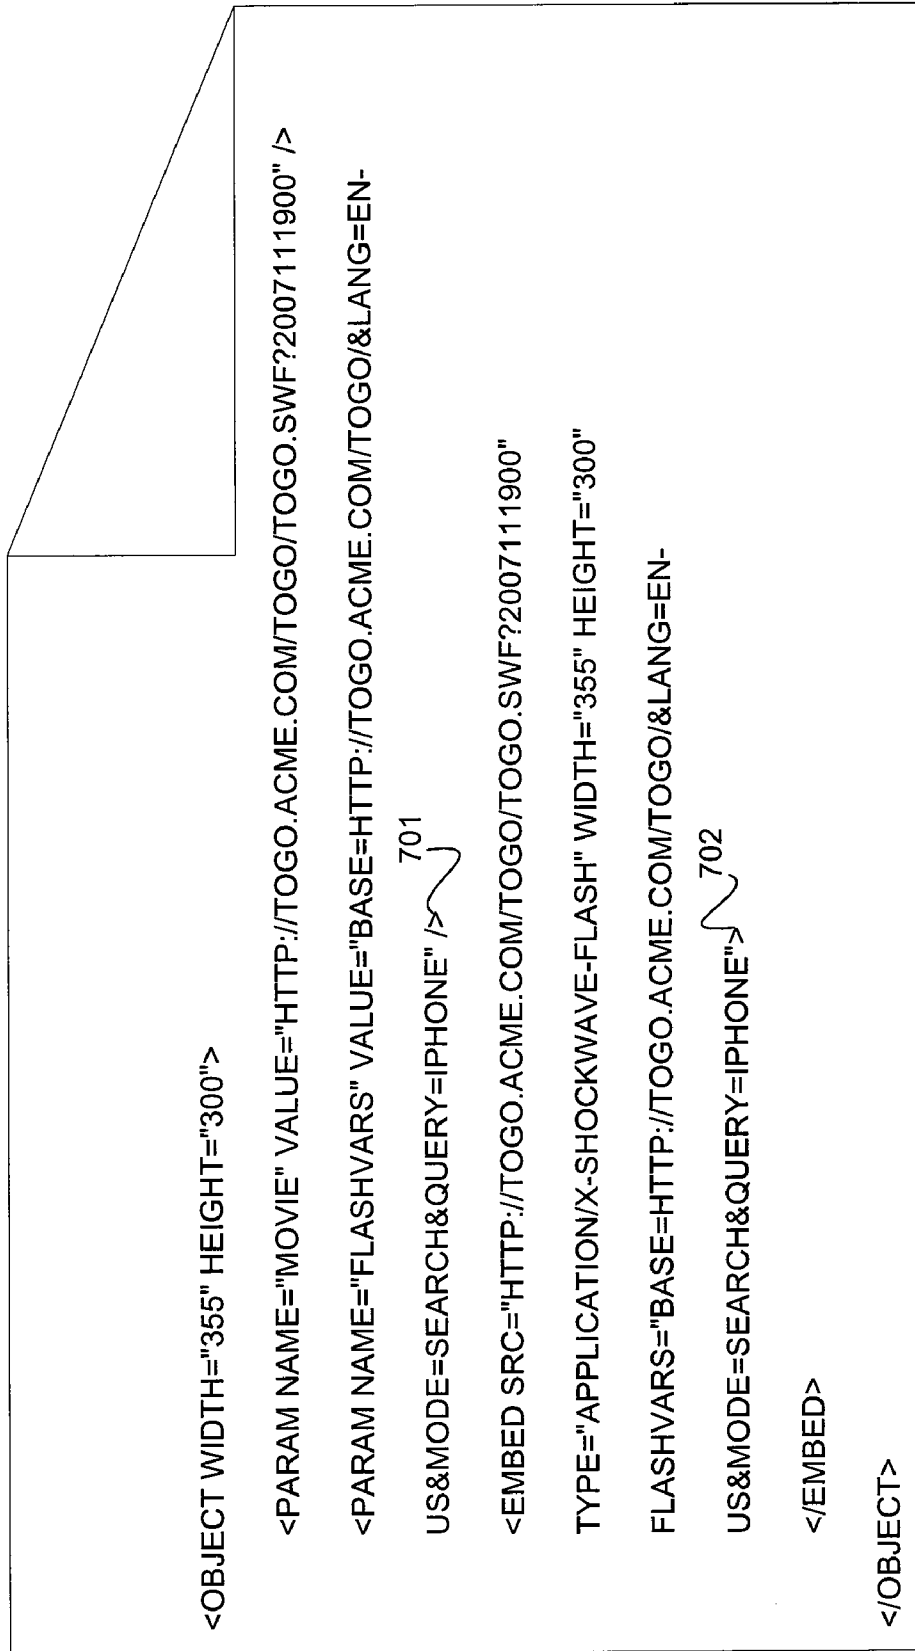 <OBJECT WIDTH="355" HEIGHT="300">
<PARAM NAME="MOVIE" VALUE="HTTP://TOGO.ACME.COM/TOGO/TOGO.SWF?2007111900" />
<PARAM NAME="FLASHVARS" VALUE="BASE=HTTP://TOGO.ACME.COM/TOGO/&LANG=EN-
701
US&MODE=SEARCH&QUERY=IPHONE" />
<EMBED SRC="HTTP://TOGO.ACME.COM/TOGO/TOGO.SWF?2007111900"
TYPE="APPLICATION/X-SHOCKWAVE-FLASH" WIDTH="355" HEIGHT="300"
FLASHVARS="BASE=HTTP://TOGO.ACME.COM/TOGO/&LANG=EN-
702
US&MODE=SEARCH&QUERY=IPHONE">
</EMBED>
</OBJECT>